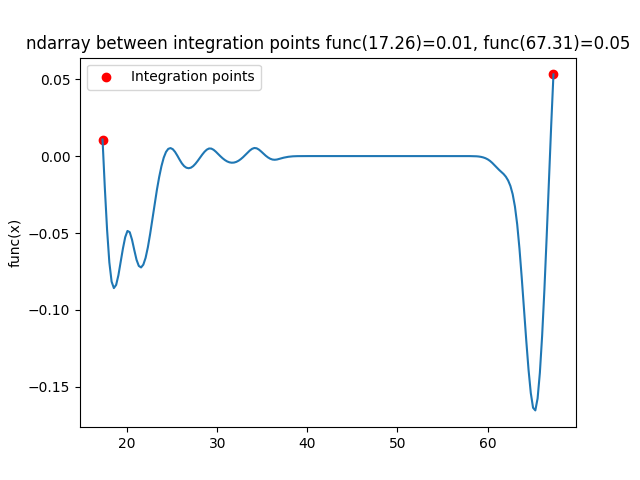 ndarray between integration points func(17.26)=0.01, func(67.31)=0.05
Integration points
0.05
0.00
−0.05
−0.10
−0.15
func(x)
20 30 40 50 60